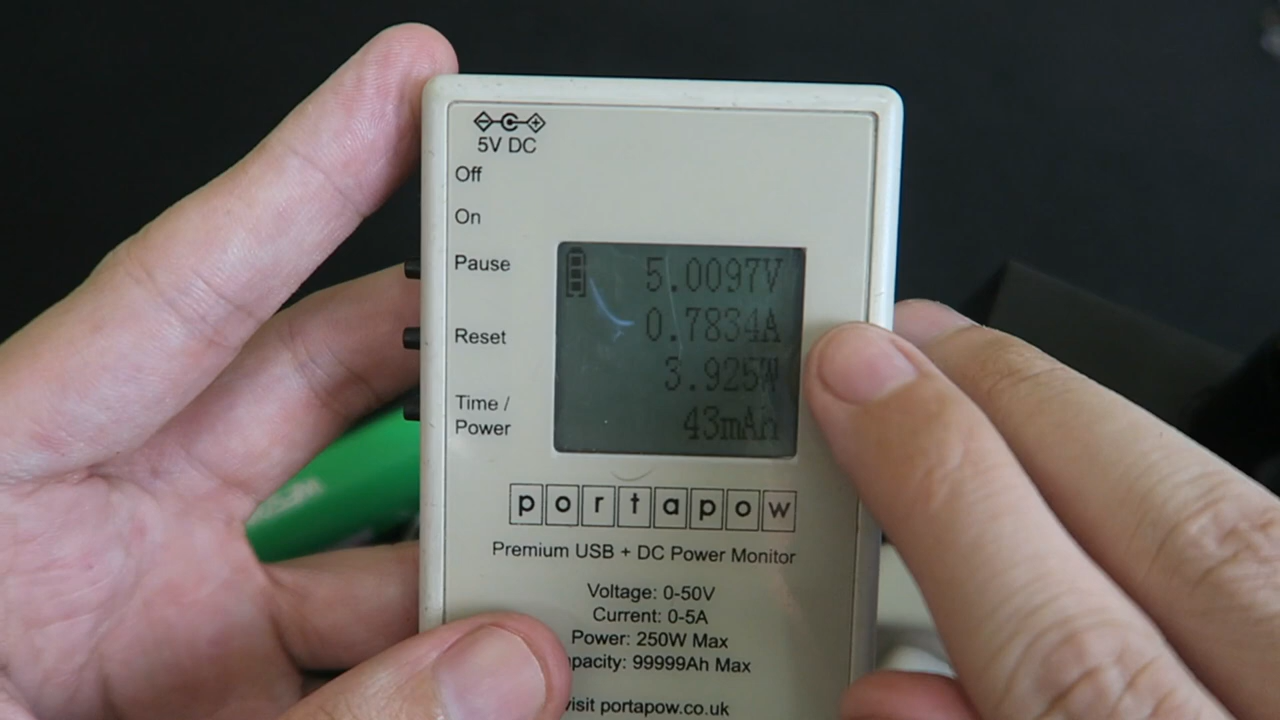 5V DC
Off
On
Pause
Reset
Time /
Power
5.0097V
0.7834A
3.925W
43mAh
portapow
Premium USB + DC Power Monitor
Voltage: 0-50V
Current: 0-5A
Power: 250W Max
pacity: 99999Ah Max
visit portapow.co.uk